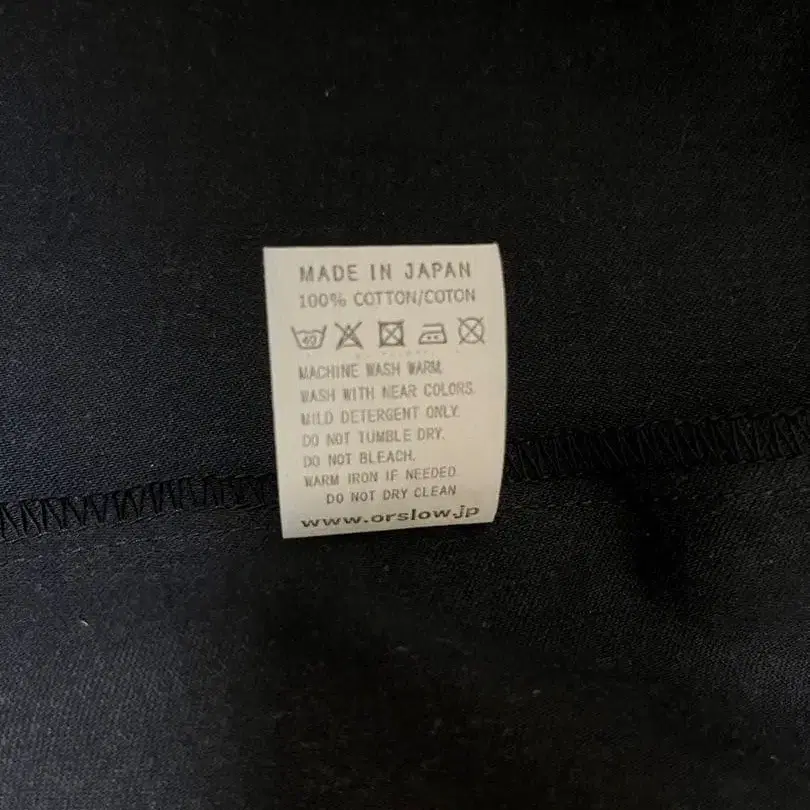 MADE IN JAPAN
100% COTTON/COTON
40
MACHINE WASH WARM.
WASH WITH NEAR COLORS.
MILD DETERGENT ONLY.
DO NOT TUMBLE DRY.
DO NOT BLEACH.
WARM IRON IF NEEDED.
DO NOT DRY CLEAN
www.orslow.jp